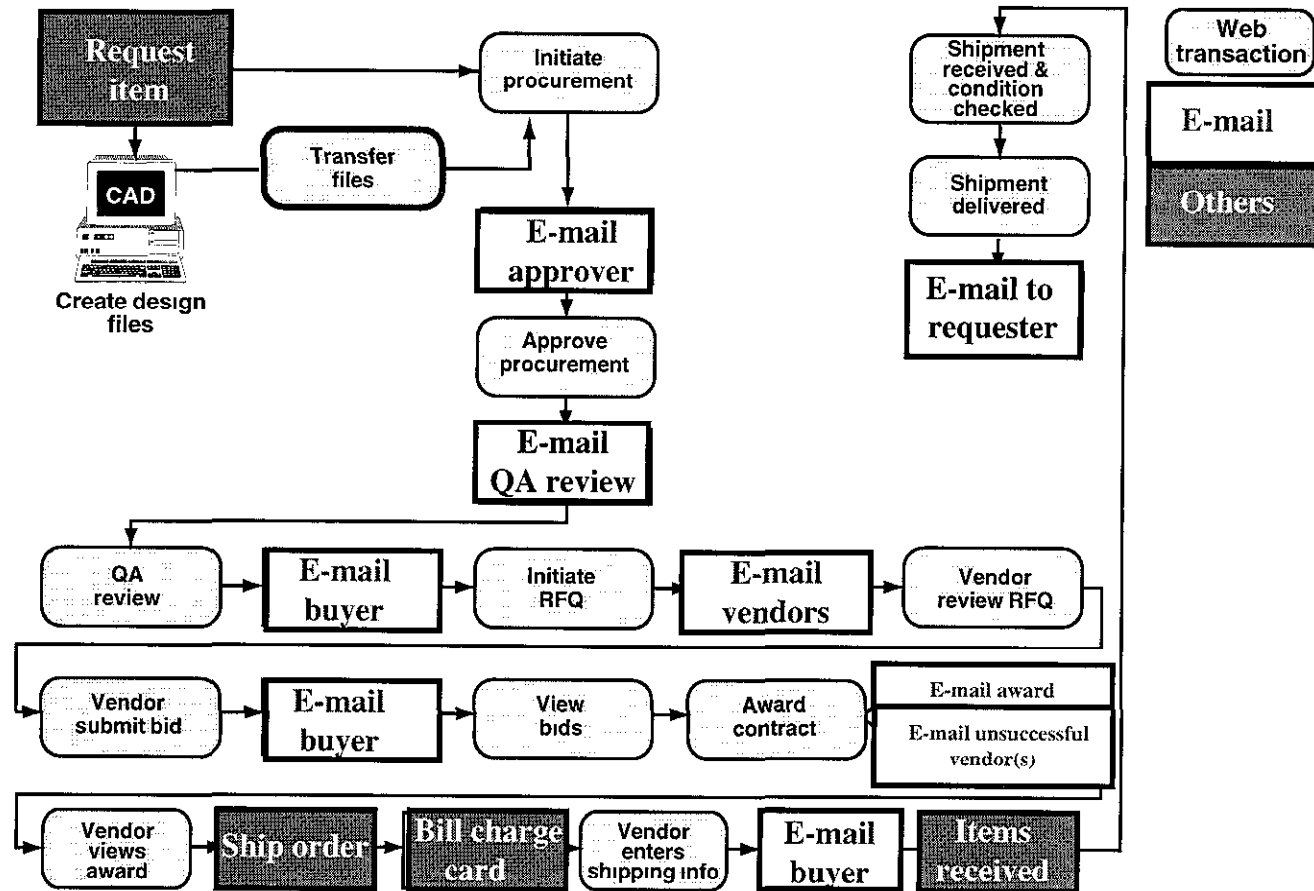 Request
item
Initiate
procurement
Shipment
received &
condition
checked
Web
transaction
E-mail
Others
Transfer
files
CAD
Create design
files
Shipment
delivered
E-mail
approver
E-mail to
requester
Approve
procurement
E-mail
QA review
QA
review
E-mail
buyer
Initiate
RFQ
E-mail
vendors
Vendor
review RFQ
Vendor
submit bid
E-mail
buyer
View
bids
Award
contract
E-mail award
E-mail unsuccessful
vendor(s)
Vendor
views
award
Ship order
Bill charge
card
Vendor
enters
shipping info
E-mail
buyer
Items
received